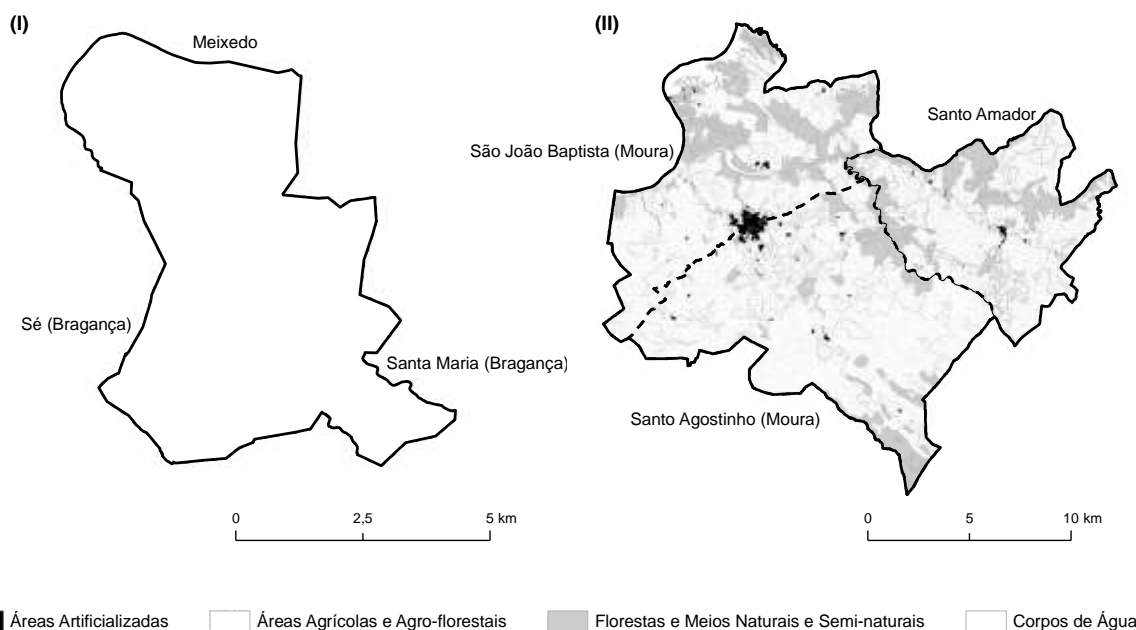 (I)
Meixedo
Sé (Bragança)
Santa Maria (Bragança)
0 2,5 5 km
(II)
Santo Amador
São João Baptista (Moura)
Santo Agostinho (Moura)
0 5 10 km
Áreas Artificializadas Áreas Agrícolas e Agro-florestais Florestas e Meios Naturais e Semi-naturais Corpos de Água